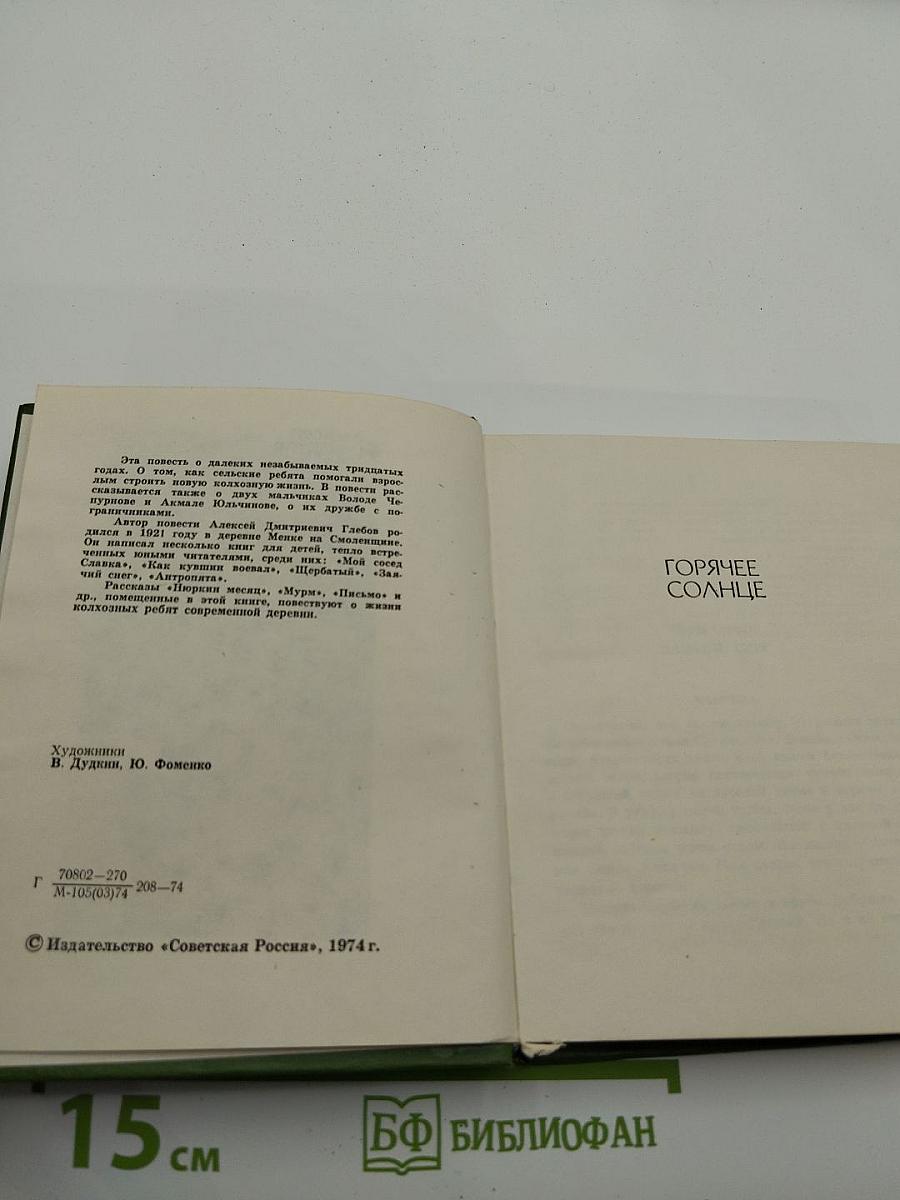 Эта повесть о далеких незабываемых тридцатых
годах. О том, как сельские ребята помогали взрос-
лым строить новую колхозную жизнь. В повести рас-
сказывается также о двух мальчиках Володе Че-
пурнове и Акмале Юльчинове, о их дружбе с по-
граничниками.
Автор повести Алексей Дмитриевич Глебов ро-
дился в 1921 году в деревне Менке на Смоленщине.
Он написал несколько книг для детей, тепло встре-
ченных юными читателями, среди них: «Мой сосед
Славка», «Как кувшин воевал», «Щербатый», «Зая-
чий снег», «Антропята».
Рассказы «Нюркин месяц», «Мурм», «Письмо» и
др., помещенные в этой книге, повествуют о жизни
колхозных ребят современной деревни.
Художники
В. Дудкин, Ю. Фоменко
Г 70802—270
М-105(03)74 208—74
© Издательство «Советская Россия», 1974 г.
ГОРЯЧЕЕ
СОЛНЦЕ
15 см
БФ БИБЛИОФАН